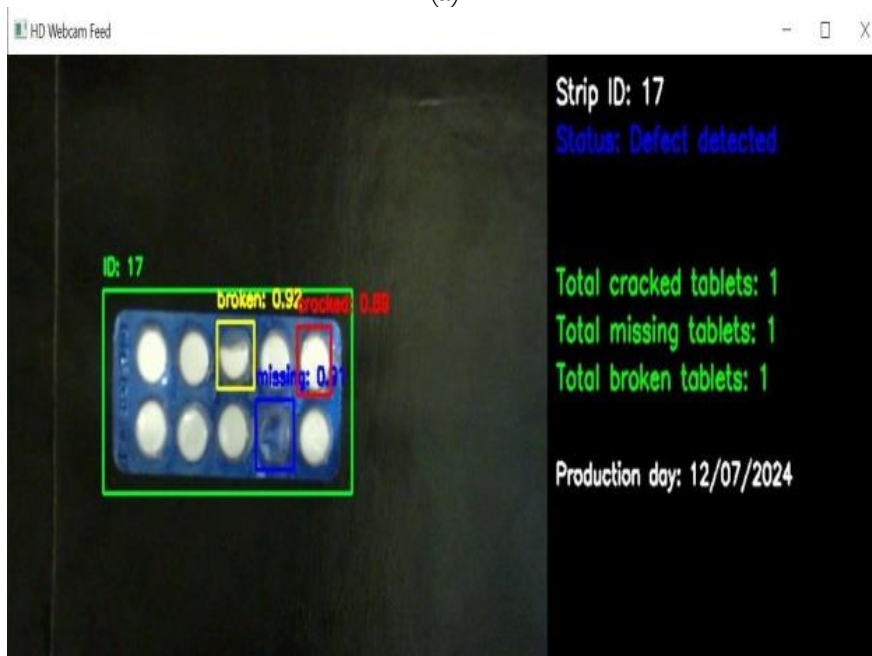 (a)
HD Webcam Feed
Strip ID: 17
Status: Defect detected
ID: 17
broken: 0.92
cracked: 0.89
missing: 0.91
Total cracked tablets: 1
Total missing tablets: 1
Total broken tablets: 1
Production day: 12/07/2024